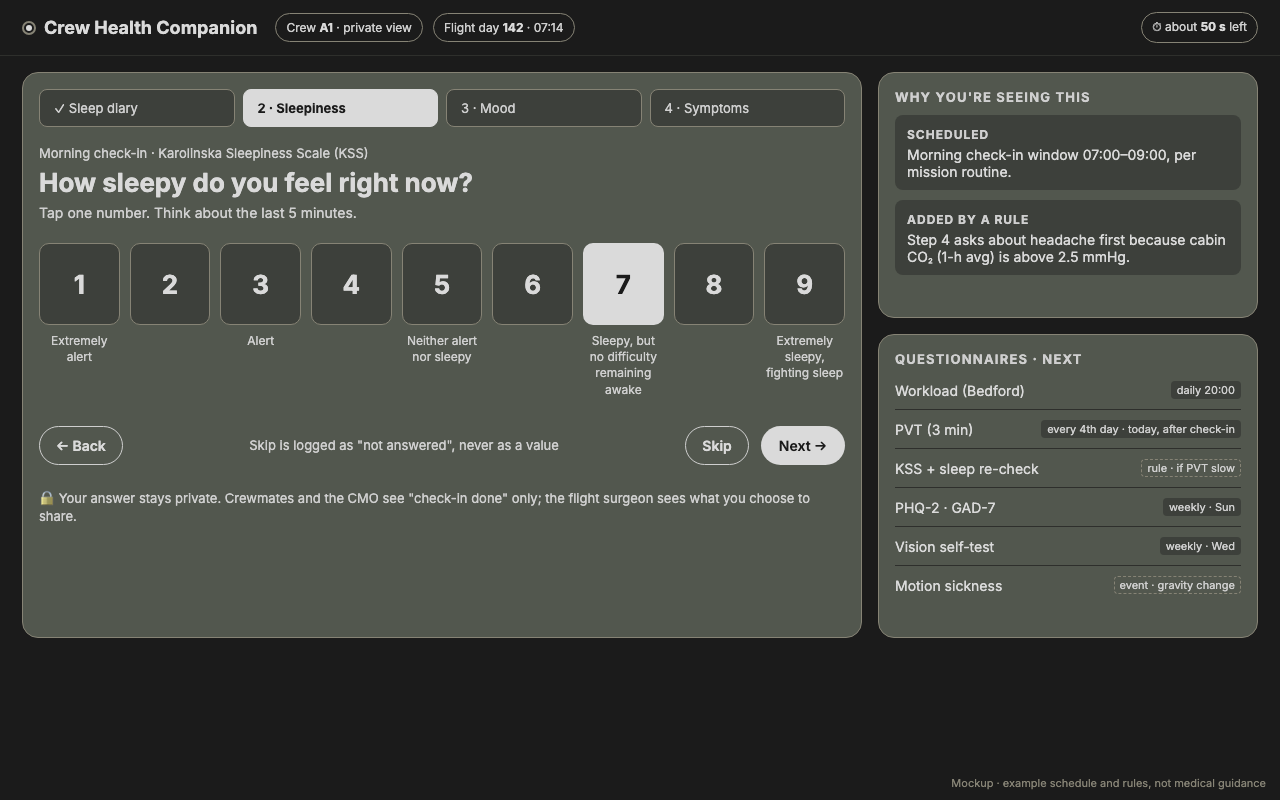 Crew Health Companion
Crew A1 · private view
Flight day 142 · 07:14
⏱ about 50 s left
✓ Sleep diary
2 · Sleepiness
3 · Mood
4 · Symptoms
Morning check-in · Karolinska Sleepiness Scale (KSS)
How sleepy do you feel right now?
Tap one number. Think about the last 5 minutes.
1
2
3
4
5
6
7
8
9
Extremely
alert
Alert
Neither alert
nor sleepy
Sleepy, but
no difficulty
remaining
awake
Extremely
sleepy,
fighting sleep
← Back
Skip is logged as "not answered", never as a value
Skip
Next →
🔒 Your answer stays private. Crewmates and the CMO see "check-in done" only; the flight surgeon sees what you choose to
share.
WHY YOU'RE SEEING THIS
SCHEDULED
Morning check-in window 07:00–09:00, per
mission routine.
ADDED BY A RULE
Step 4 asks about headache first because cabin
CO₂ (1-h avg) is above 2.5 mmHg.
QUESTIONNAIRES · NEXT
Workload (Bedford)
daily 20:00
PVT (3 min)
every 4th day · today, after check-in
KSS + sleep re-check
rule · if PVT slow
PHQ-2 · GAD-7
weekly · Sun
Vision self-test
weekly · Wed
Motion sickness
event · gravity change
Mockup · example schedule and rules, not medical guidance